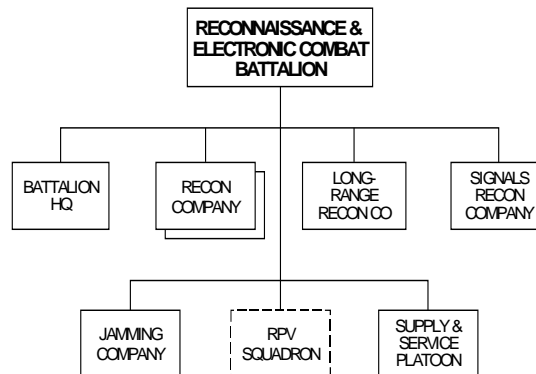 RECONNAISSANCE &
ELECTRONIC COMBAT
BATTALION
BATTALION
HQ
RECON
COMPANY
LONG-
RANGE
RECON CO
SIGNALS
RECON
COMPANY
JAMMING
COMPANY
RPV
SQUADRON
SUPPLY &
SERVICE
PLATOON